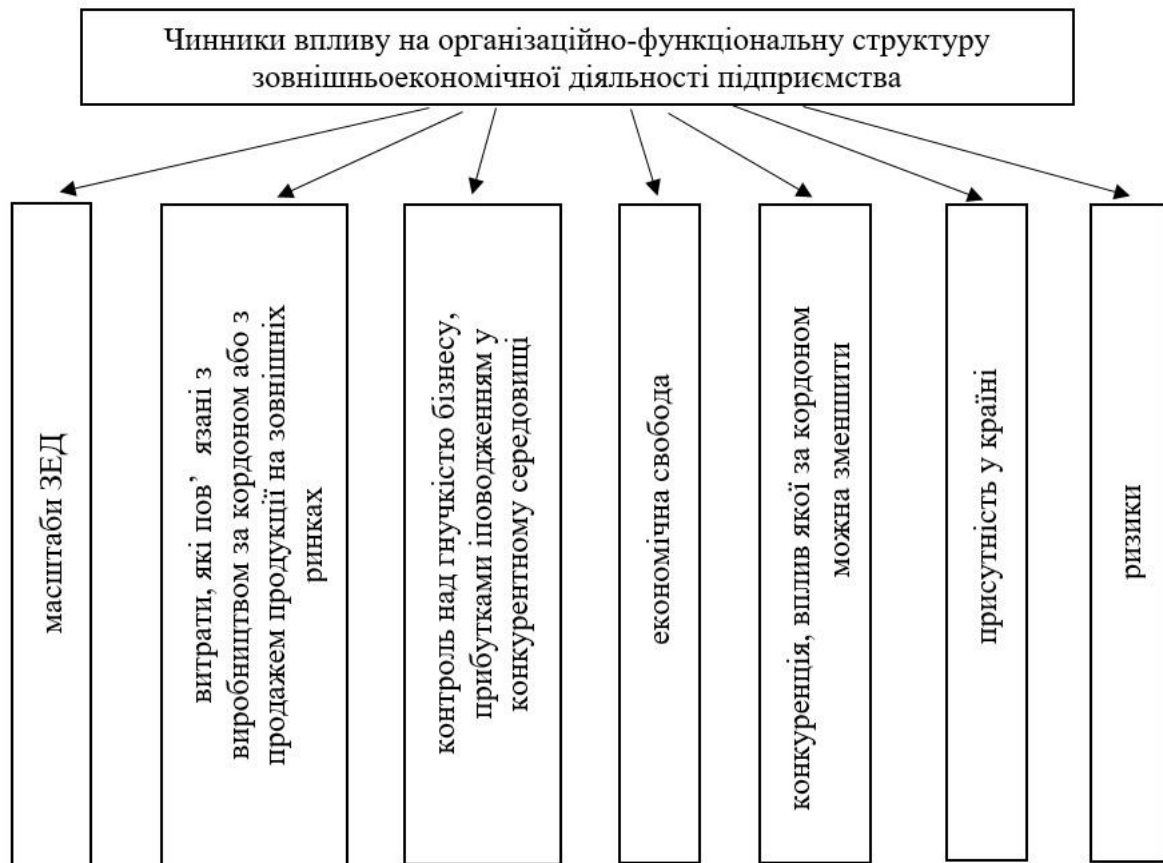 Чинники впливу на організаційно-функціональну структуру
зовнішньоекономічної діяльності підприємства
масштаби ЗЕД
витрати, які пов’ язані з
виробництвом за кордоном або з
продажем продукції на зовнішніх
ринках
контроль над гнучкістю бізнесу,
прибутками іповодженням у
конкурентному середовищі
економічна свобода
конкуренція, вплив якої за кордоном
можна зменшити
присутність у країні
ризики